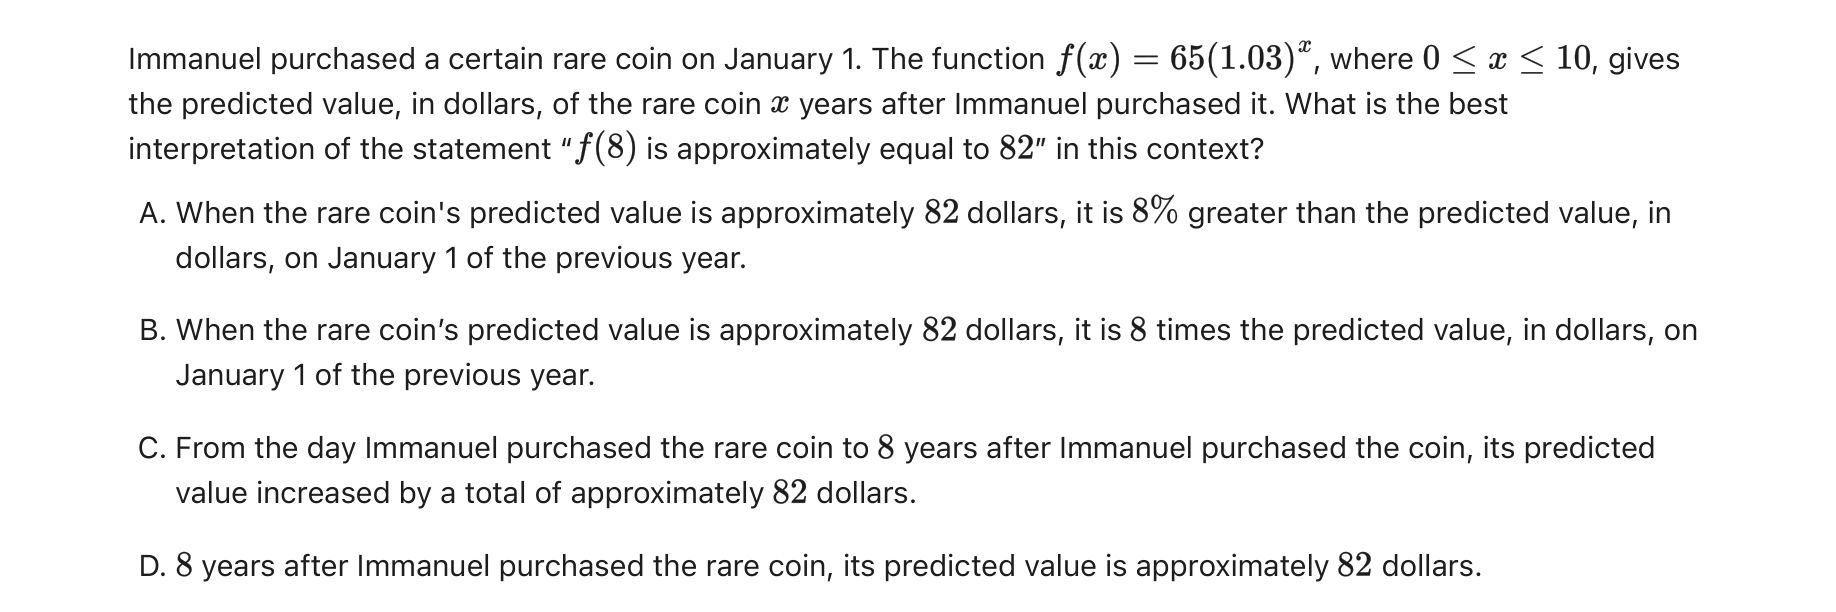 Immanuel purchased a certain rare coin on January 1. The function f(x) = 65(1.03)^x, where 0 ≤ x ≤ 10, gives
the predicted value, in dollars, of the rare coin x years after Immanuel purchased it. What is the best
interpretation of the statement “f(8) is approximately equal to 82” in this context?
A. When the rare coin's predicted value is approximately 82 dollars, it is 8% greater than the predicted value, in
dollars, on January 1 of the previous year.
B. When the rare coin’s predicted value is approximately 82 dollars, it is 8 times the predicted value, in dollars, on
January 1 of the previous year.
C. From the day Immanuel purchased the rare coin to 8 years after Immanuel purchased the coin, its predicted
value increased by a total of approximately 82 dollars.
D. 8 years after Immanuel purchased the rare coin, its predicted value is approximately 82 dollars.